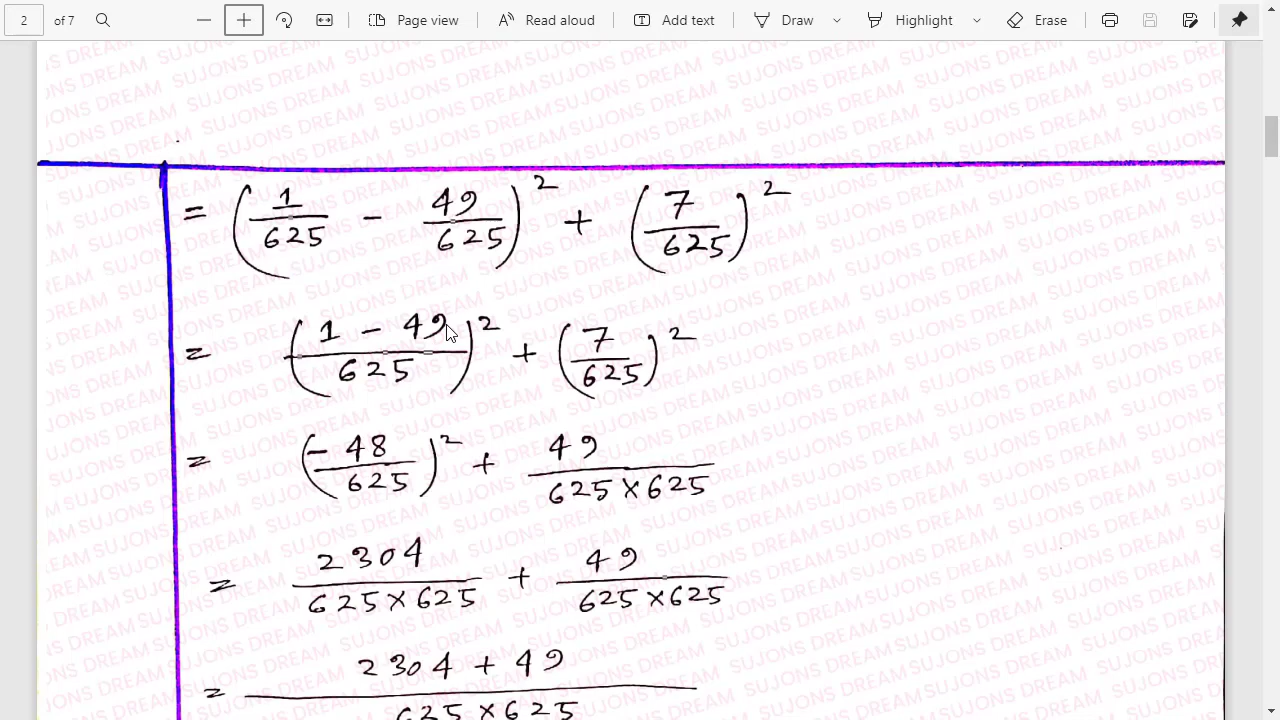 2 of 7 Page view Read aloud Add text Draw Highlight Erase
SUJONS DREAM
= (1/625 - 49/625)² + (7/625)²
= ((1 - 49)/625)² + (7/625)²
= (-48/625)² + 49/(625×625)
= 2304/(625×625) + 49/(625×625)
= (2304 + 49)/(625×625)